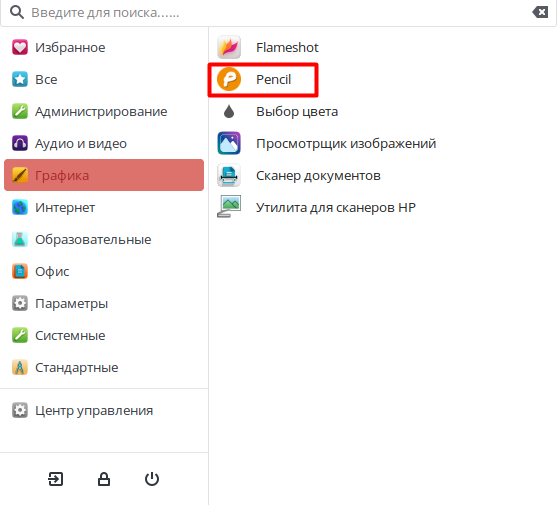 Введите для поиска......
Избранное
Все
Администрирование
Аудио и видео
Графика
Интернет
Образовательные
Офис
Параметры
Системные
Стандартные
Центр управления
Flameshot
Pencil
Выбор цвета
Просмотрщик изображений
Сканер документов
Утилита для сканеров HP